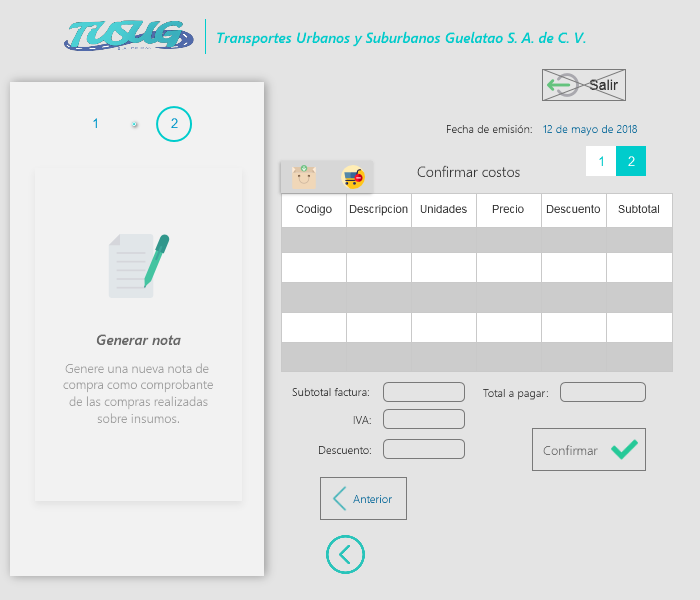 TUSUG
Transportes Urbanos y Suburbanos Guelatao S. A. de C. V.
Salir
1
2
Fecha de emisión: 12 de mayo de 2018
Confirmar costos
1 2
Codigo Descripcion Unidades Precio Descuento Subtotal
Generar nota
Genere una nueva nota de
compra como comprobante
de las compras realizadas
sobre insumos.
Subtotal factura:
Total a pagar:
IVA:
Descuento:
Confirmar
Anterior